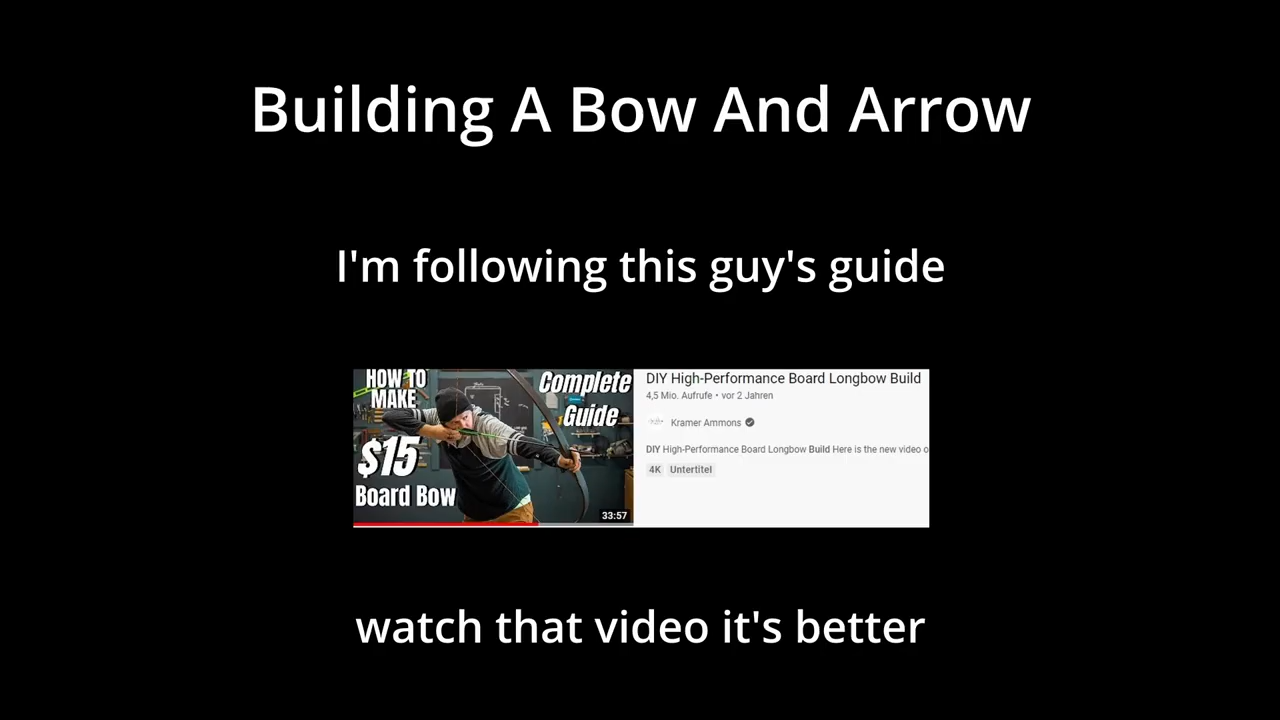 Building A Bow And Arrow
I'm following this guy's guide
HOW TO
MAKE
$15
Board Bow
Complete
Guide
33:57
DIY High-Performance Board Longbow Build
4,5 Mio. Aufrufe • vor 2 Jahren
Kramer Ammons
DIY High-Performance Board Longbow Build Here is the new video o
4K Untertitel
watch that video it's better